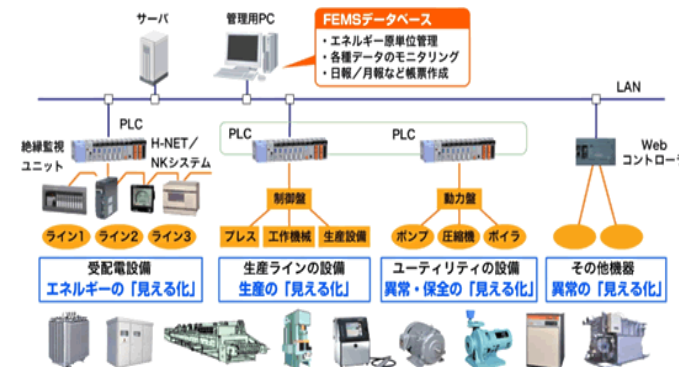 サーバ
管理用PC
FEMSデータベース
・エネルギー原単位管理
・各種データのモニタリング
・日報／月報など帳票作成
LAN
絶縁監視
ユニット
PLC
H-NET／
NKシステム
PLC
PLC
Web
コントローラ
制御盤
動力盤
ライン1
ライン2
ライン3
プレス
工作機械
生産設備
ポンプ
圧縮機
ボイラ
受配電設備
エネルギーの「見える化」
生産ラインの設備
生産の「見える化」
ユーティリティの設備
異常・保全の「見える化」
その他機器
異常の「見える化」